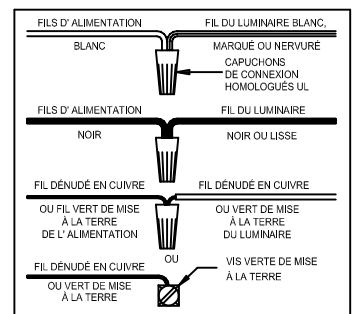 FILS D' ALIMENTATION
BLANC
FIL DU LUMINAIRE BLANC,
MARQUÉ OU NERVURÉ
CAPUCHONS
DE CONNEXION
HOMOLOGUÉS UL
FILS D' ALIMENTATION
NOIR
FIL DU LUMINAIRE
NOIR OU LISSE
FIL DÉNUDÉ EN CUIVRE
OU FIL VERT DE MISE
À LA TERRE
DE L' ALIMENTATION
FIL DÉNUDÉ EN CUIVRE
OU VERT DE MISE
À LA TERRE
DU LUMINAIRE
OU
FIL DÉNUDÉ EN CUIVRE
OU VERT DE MISE
À LA TERRE
VIS VERTE DE MISE
À LA TERRE